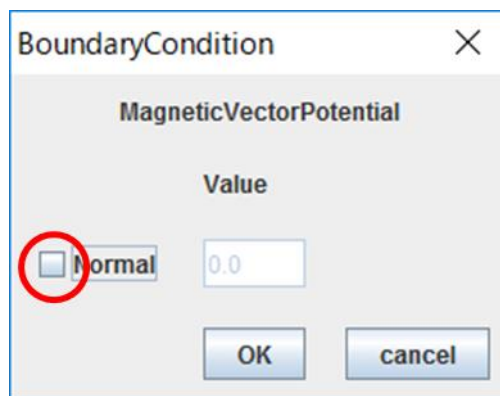 BoundaryCondition
MagneticVectorPotential
Value
Normal 0.0
OK cancel